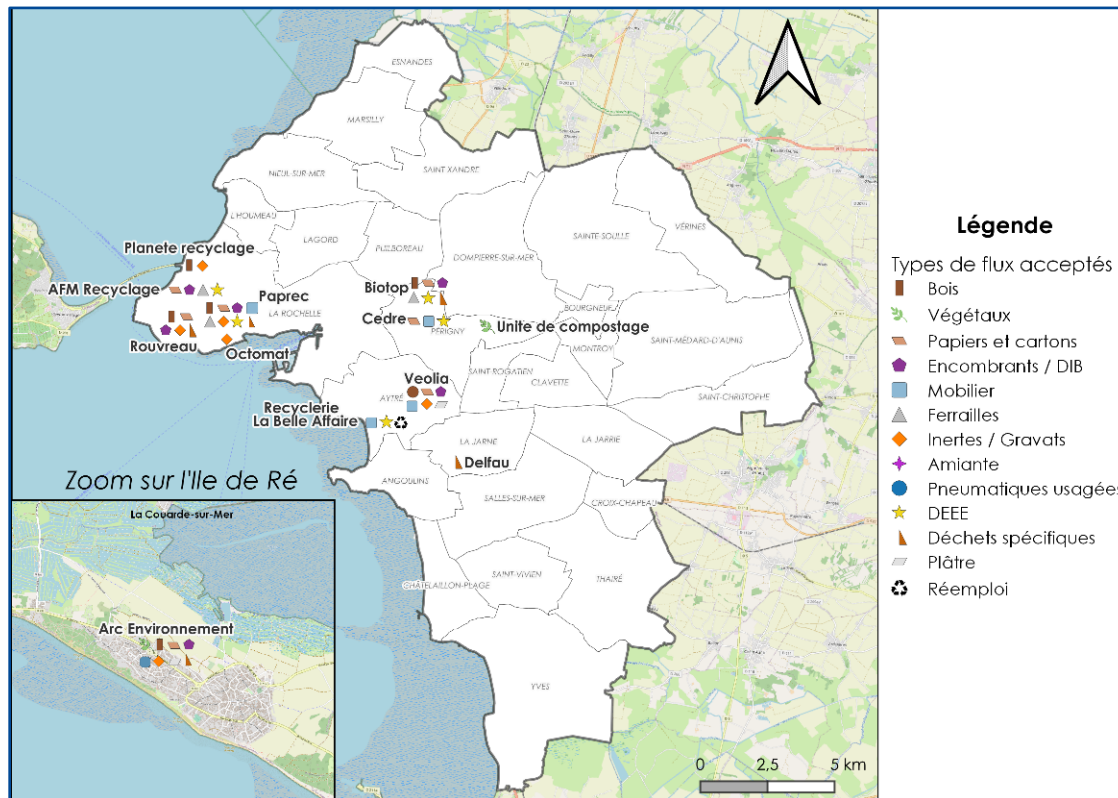 ESNANDES
MARSILLY
NIEUL-SUR-MER
SAINT XANDRE
L'HOUMEAU
LAGORD
PUILBOREAU
DOMPIERRE-SUR-MER
SAINTE-SOULLE
VÉRINES
Planete recyclage
AFM Recyclage
Paprec
LA ROCHELLE
Rouvreau
Octomat
Biotop
Cedre
PÉRIGNY
Unite de compostage
BOURGNEUF
MONTROY
SAINT-MÉDARD-D'AUNIS
SAINT-ROGATIEN
CLAVETTE
SAINT-CHRISTOPHE
Veolia
AYTRÉ
Recyclerie
La Belle Affaire
LA JARNE
LA JARRIE
Delfau
ANGOULINS
SALLES-SUR-MER
CROIX-CHAPEAU
SAINT-VIVIEN
THAIRÉ
CHÂTELAILLON-PLAGE
YVES
Zoom sur l'Ile de Ré
La Couarde-sur-Mer
Arc Environnement
0 2,5 5 km
Légende
Types de flux acceptés
Bois
Végétaux
Papiers et cartons
Encombrants / DIB
Mobilier
Ferrailles
Inertes / Gravats
Amiante
Pneumatiques usagées
DEEE
Déchets spécifiques
Plâtre
Réemploi